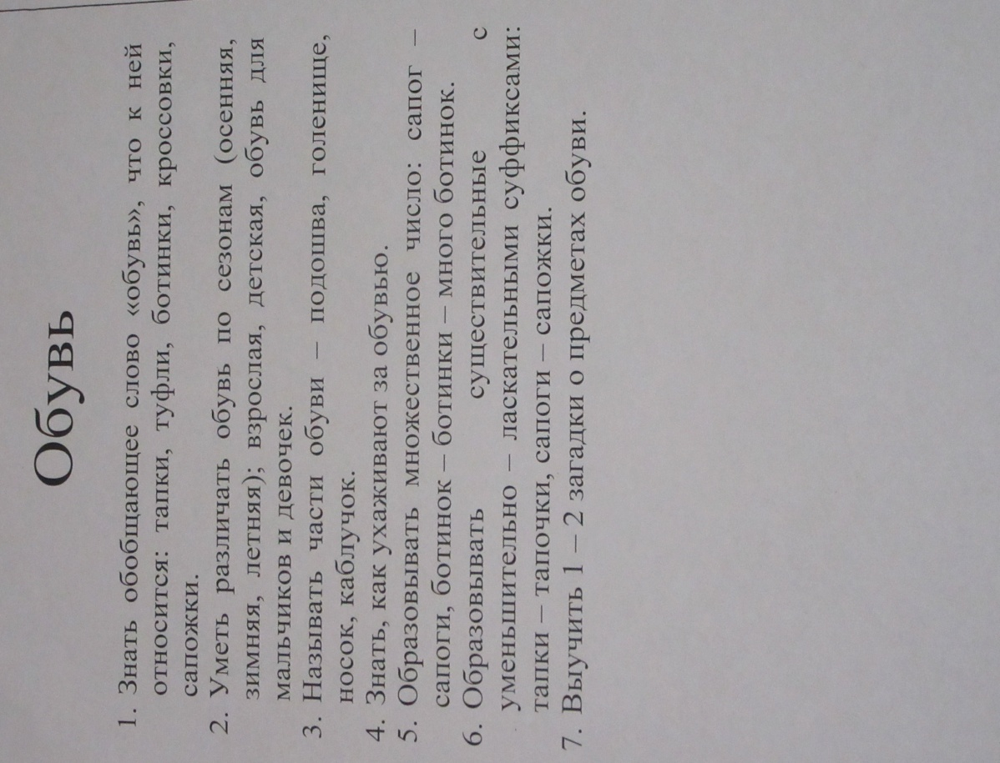 Обувь
1. Знать обобщающее слово «обувь», что к ней
относится: тапки, туфли, ботинки, кроссовки,
сапожки.
2. Уметь различать обувь по сезонам (осенняя,
зимняя, летняя); взрослая, детская, обувь для
мальчиков и девочек.
3. Называть части обуви – подошва, голенище,
носок, каблучок.
4. Знать, как ухаживают за обувью.
5. Образовывать множественное число: сапог –
сапоги, ботинок – ботинки – много ботинок.
6. Образовывать существительные с
уменьшительно – ласкательными суффиксами:
тапки – тапочки, сапоги – сапожки.
7. Выучить 1 – 2 загадки о предметах обуви.